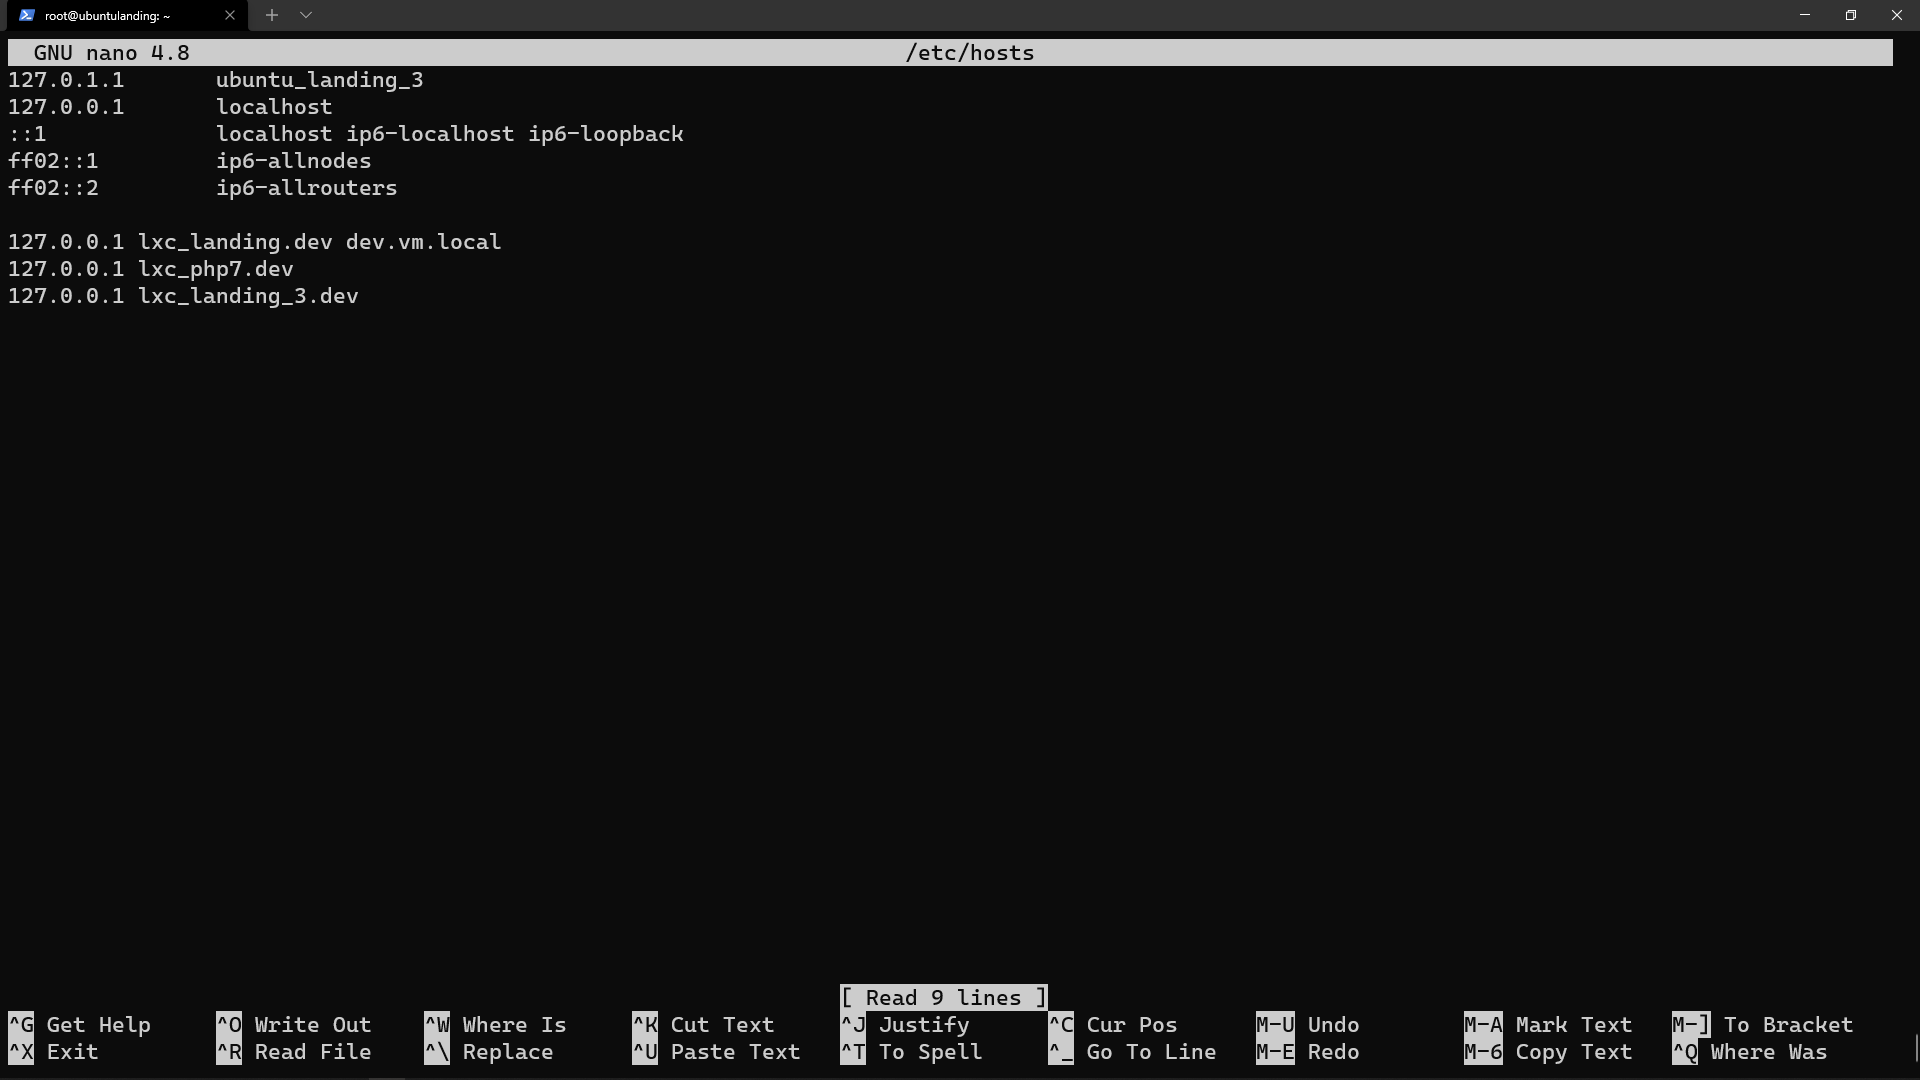 root@ubuntulanding: ~
GNU nano 4.8 /etc/hosts
127.0.1.1 ubuntu_landing_3
127.0.0.1 localhost
::1 localhost ip6-localhost ip6-loopback
ff02::1 ip6-allnodes
ff02::2 ip6-allrouters
127.0.0.1 lxc_landing.dev dev.vm.local
127.0.0.1 lxc_php7.dev
127.0.0.1 lxc_landing_3.dev
[ Read 9 lines ]
^G Get Help ^O Write Out ^W Where Is ^K Cut Text ^J Justify ^C Cur Pos M-U Undo M-A Mark Text M-] To Bracket
^X Exit ^R Read File ^\ Replace ^U Paste Text ^T To Spell ^_ Go To Line M-E Redo M-6 Copy Text ^Q Where Was